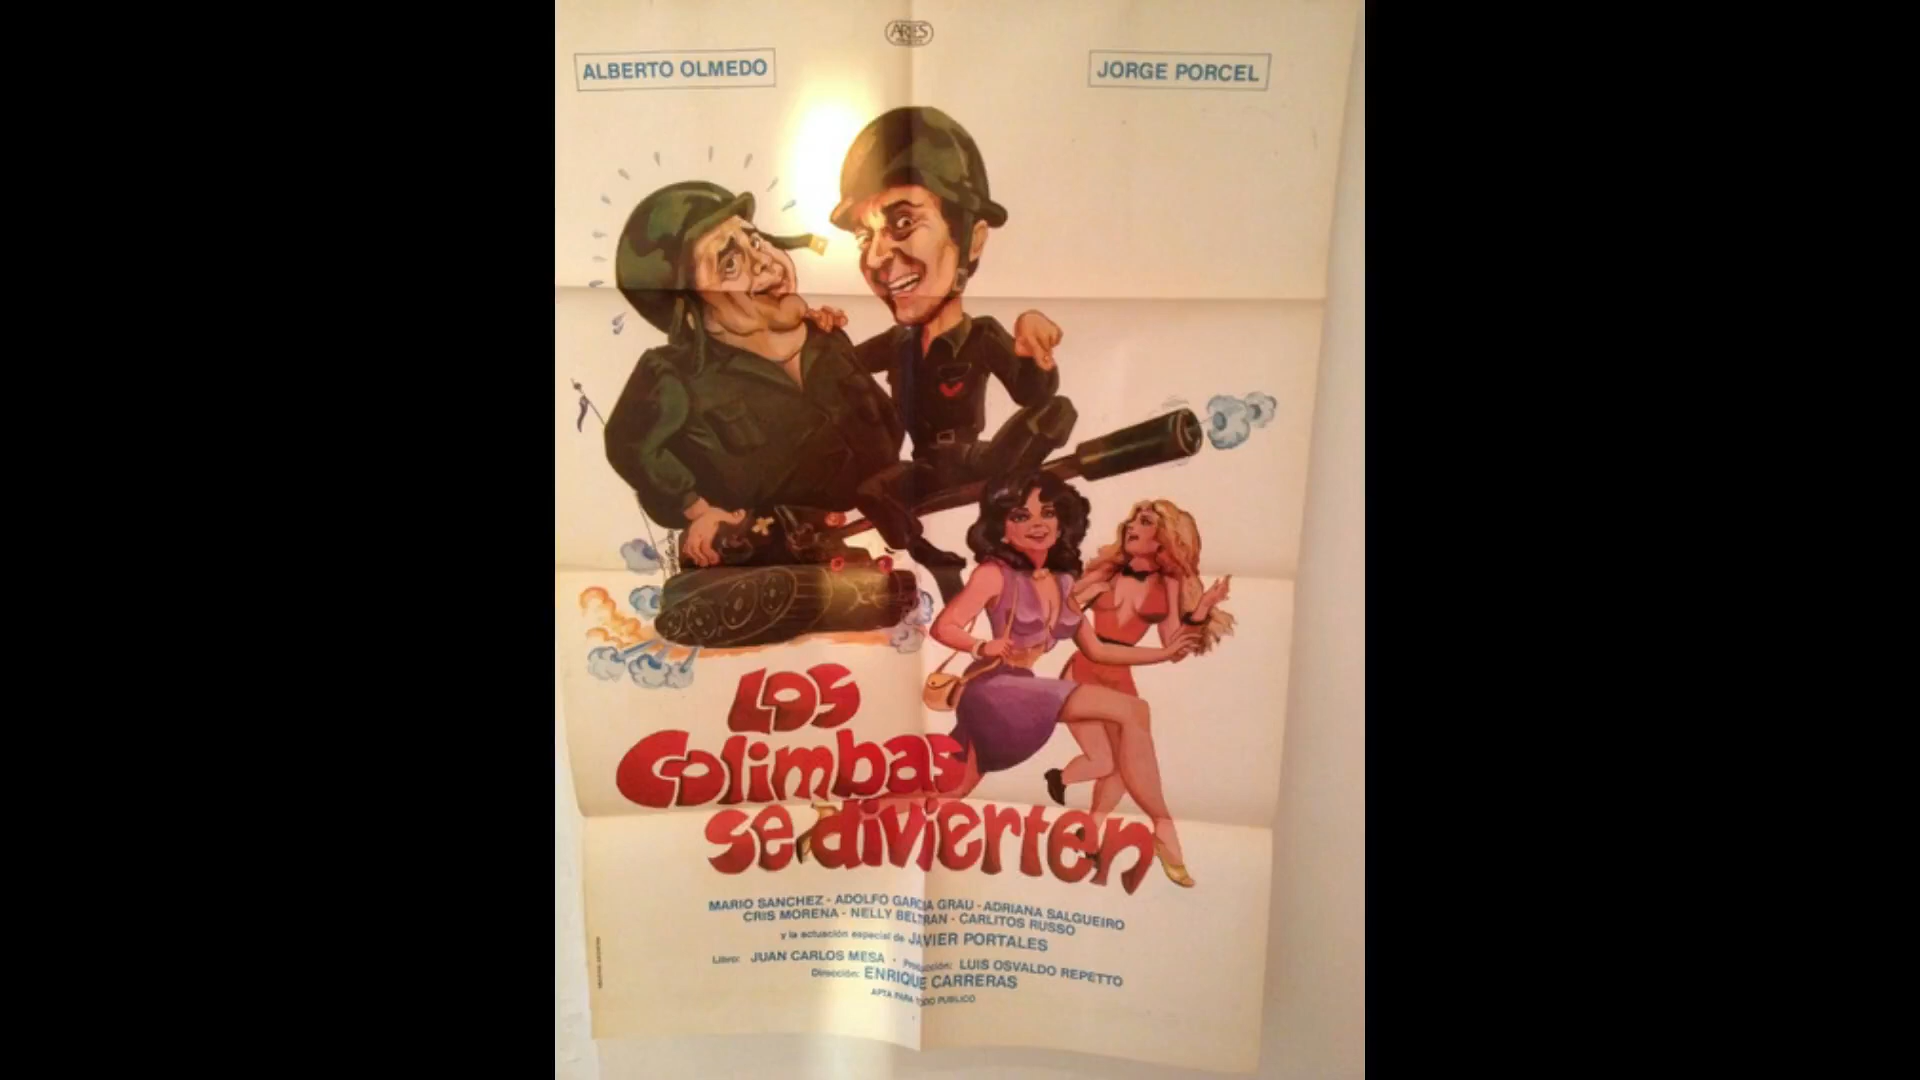 ARIES
ALBERTO OLMEDO
JORGE PORCEL
Los
Colimbas
se divierten
MARIO SANCHEZ - ADOLFO GARCIA GRAU - ADRIANA SALGUEIRO
CRIS MORENA - NELLY BELTRAN - CARLITOS RUSSO
y la actuación especial de JAVIER PORTALES
Libro: JUAN CARLOS MESA - Producción: LUIS OSVALDO REPETTO
Dirección: ENRIQUE CARRERAS
APTA PARA TODO PUBLICO